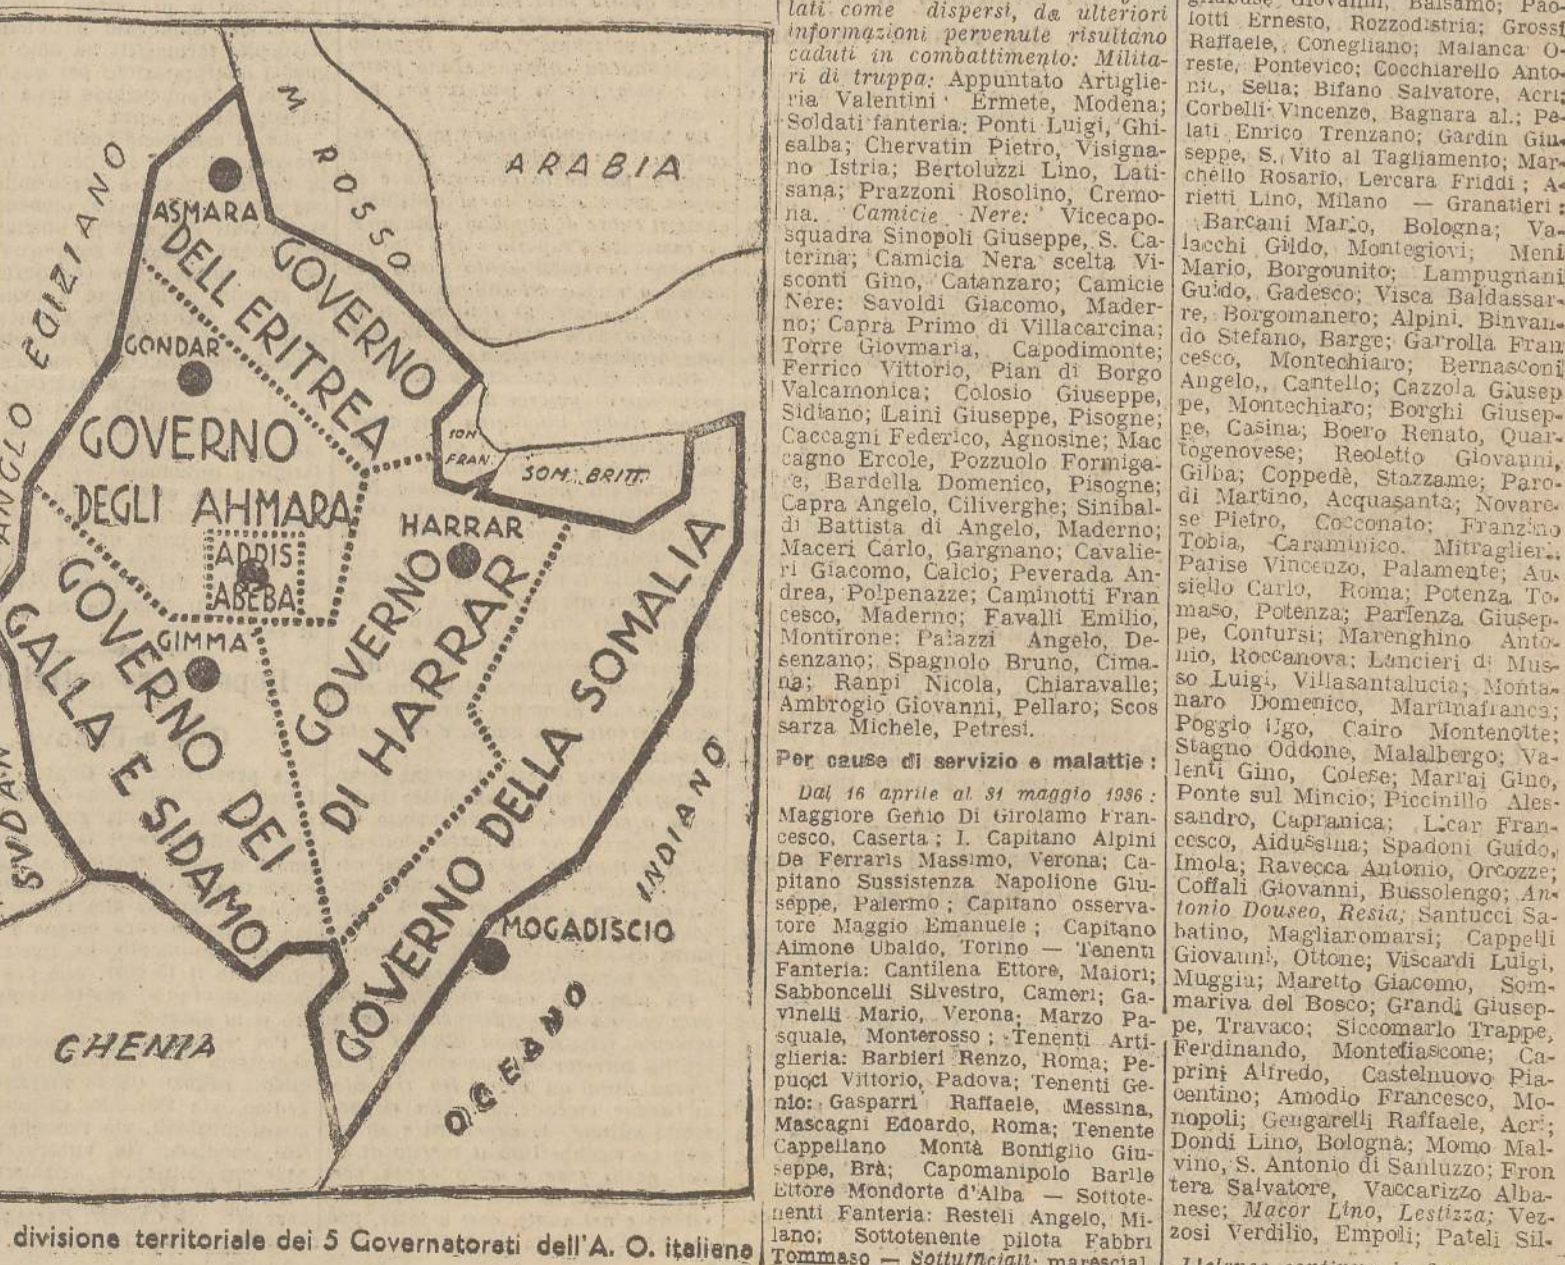 M. ROSSO
ARABIA
ANGLO EGIZIANO
SUDAN
ASMARA
GOVERNO
DELL ERITREA
GONDAR
GOVERNO
DEGLI AHMARA
SOM
FRAN
SOM. BRITT.
ADDIS
ABEBA
HARRAR
GOVERNO
DI HARRAR
GIMMA
GOVERNO DEI
GALLA E SIDAMO
GOVERNO DELLA SOMALIA
MOGADISCIO
OCEANO
INDIANO
CHENIA
divisione territoriale dei 5 Governatorati dell'A. O. italiana
lati come dispersi, da ulteriori
informazioni pervenute risultano
caduti in combattimento: Milita-
ri di truppa: Appuntato Artiglie-
ria Valentini Ermete, Modena;
Soldati fanteria: Ponti Luigi, Ghi-
salba; Chervatin Pietro, Visigna-
no Istria; Bertoluzzi Lino, Lati-
sana; Prazzoni Rosolino, Cremo-
na. Camicie Nere: Vicecapo-
squadra Sinopoli Giuseppe, S. Ca-
terina; Camicia Nera scelta Vi-
sconti Gino, Catanzaro; Camicie
Nere: Savoldi Giacomo, Mader-
no; Capra Primo di Villacarcina;
Torre Giovmaria, Capodimonte;
Ferrico Vittorio, Pian di Borgo
Valcamonica; Colosio Giuseppe,
Sidiano; Laini Giuseppe, Pisogne;
Caccagni Federico, Agnosine; Mac
cagno Ercole, Pozzuolo Formiga-
re, Bardella Domenico, Pisogne;
Capra Angelo, Ciliverghe; Sinibal-
di Battista di Angelo, Maderno;
Maceri Carlo, Gargnano; Cavalie-
ri Giacomo, Calcio; Peverada An-
drea, Polpenazze; Caminotti Fran
cesco, Maderno; Favalli Emilio,
Montirone; Palazzi Angelo, De-
senzano; Spagnolo Bruno, Cima-
na; Ranpi Nicola, Chiaravalle;
Ambrogio Giovanni, Pellaro; Scos
sarza Michele, Petresi.
Per cause di servizio e malattie:
Dal 16 aprile al 31 maggio 1936:
Maggiore Genio Di Girolamo Fran-
cesco, Caserta; I. Capitano Alpini
De Ferraris Massimo, Verona; Ca-
pitano Sussistenza Napolione Giu-
seppe, Palermo; Capitano osserva-
tore Maggio Emanuele; Capitano
Aimone Ubaldo, Torino — Tenenti
Fanteria: Cantilena Ettore, Maiori;
Sabboncelli Silvestro, Cameri; Ga-
vinelli Mario, Verona; Marzo Pa-
squale, Monterosso; Tenenti Arti-
glieria: Barbieri Renzo, Roma; Pe-
pucci Vittorio, Padova; Tenenti Ge-
nio: Gasparri Raffaele, Messina,
Mascagni Edoardo, Roma; Tenente
Cappellano Montà Bonfiglio Giu-
seppe, Brà; Capomanipolo Barile
Ettore Mondorte d'Alba — Sottote-
nenti Fanteria: Resteli Angelo, Mi-
lano; Sottotenente pilota Fabbri
Tommaso — Sottufficiali: marescial
Giovanni, Balsamo; Pao-
lotti Ernesto, Rozzodistria; Grossi
Raffaele, Conegliano; Malanca O-
reste, Pontevico; Cocchiarello Anto-
nio, Sella; Bifano Salvatore, Acri;
Corbelli Vincenzo, Bagnara al.; Pe-
lati Enrico Trenzano; Gardin Giu-
seppe, S. Vito al Tagliamento; Mar-
chello Rosario, Lercara Friddi; A-
rietti Lino, Milano — Granatieri:
Barcani Mario, Bologna; Va-
lacchi Gildo, Montegiovi; Meni
Mario, Borgounito; Lampugnani
Guido, Gadesco; Visca Baldassar-
re, Borgomanero; Alpini. Binvan-
do Stefano, Barge; Garrolla Fran
cesco, Montechiaro; Bernasconi
Angelo,, Cantello; Cazzola Giusep
pe, Montechiaro; Borghi Giusep-
pe, Casina; Boero Renato, Quar-
togenovese; Reoletto Giovanni,
Gilba; Coppedè, Stazzame; Paro-
di Martino, Acquasanta; Novare-
se Pietro, Cocconato; Franzino
Tobia, Caraminico. Mitraglieri:
Parise Vincenzo, Palamente; Au-
siello Carlo, Roma; Potenza To-
maso, Potenza; Parlenza Giusep-
pe, Contursi; Marenghino Anto-
nio, Roccanova; Lancieri di Mus-
so Luigi, Villasantalucia; Monta-
naro Domenico, Martinafranca;
Poggio Ugo, Cairo Montenotte;
Stagno Oddone, Malalbergo; Va-
lenti Gino, Colese; Marrai Gino,
Ponte sul Mincio; Piccinillo Ales-
sandro, Capranica; Licar Fran-
cesco, Aidussina; Spadoni Guido,
Imola; Ravecca Antonio, Orcozze;
Coffali Giovanni, Bussolengo; An-
tonio Douseo, Resia; Santucci Sa-
batino, Magliaromarsi; Cappelli
Giovanni, Ottone; Viscardi Luigi,
Muggia; Maretto Giacomo, Som-
mariva del Bosco; Grandi Giusep-
pe, Travaco; Siccomarlo Trappe,
Ferdinando, Montefiascone; Ca-
prini Alfredo, Castelnuovo Pia-
centino; Amodio Francesco, Mo-
nopoli; Gengarelli Raffaele, Acri;
Dondi Lino, Bologna; Momo Mal-
vino, S. Antonio di Sanluzzo; Fron
tera Salvatore, Vaccarizzo Alba-
nese; Macor Lino, Lestizza; Vez-
zosi Verdilio, Empoli; Pateli Sil-